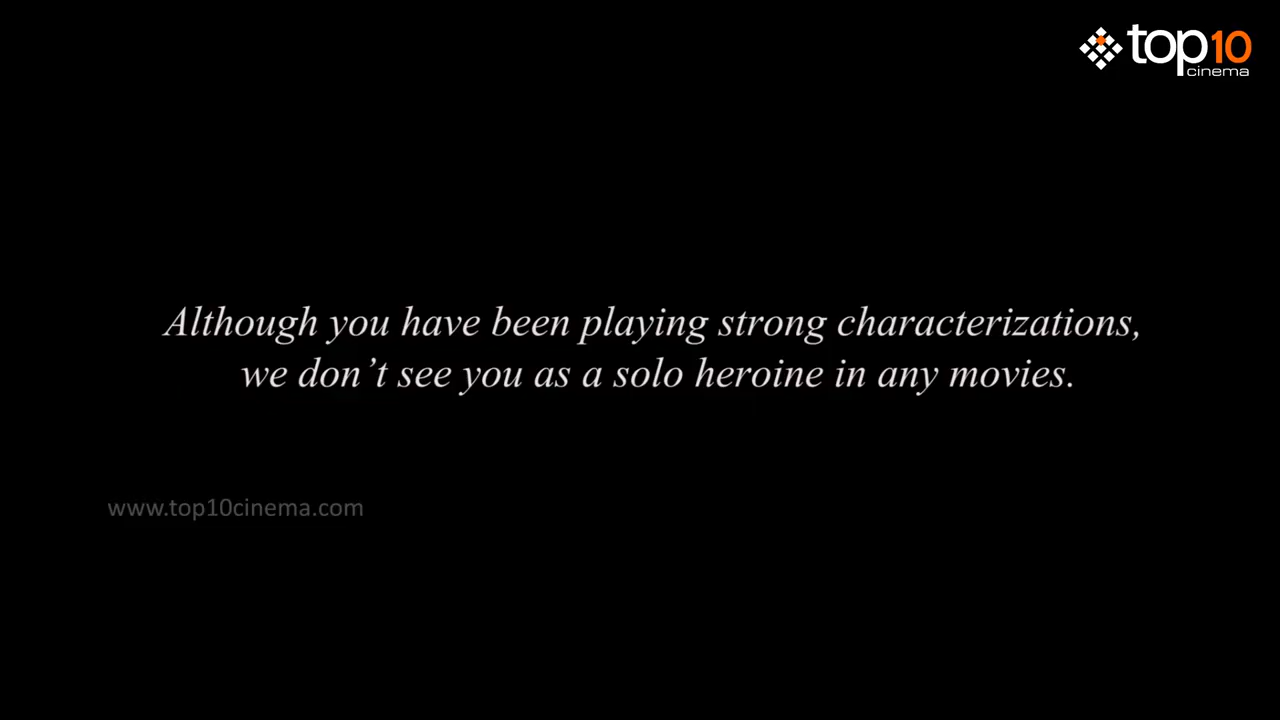 top10
cinema
Although you have been playing strong characterizations,
we don’t see you as a solo heroine in any movies.
www.top10cinema.com